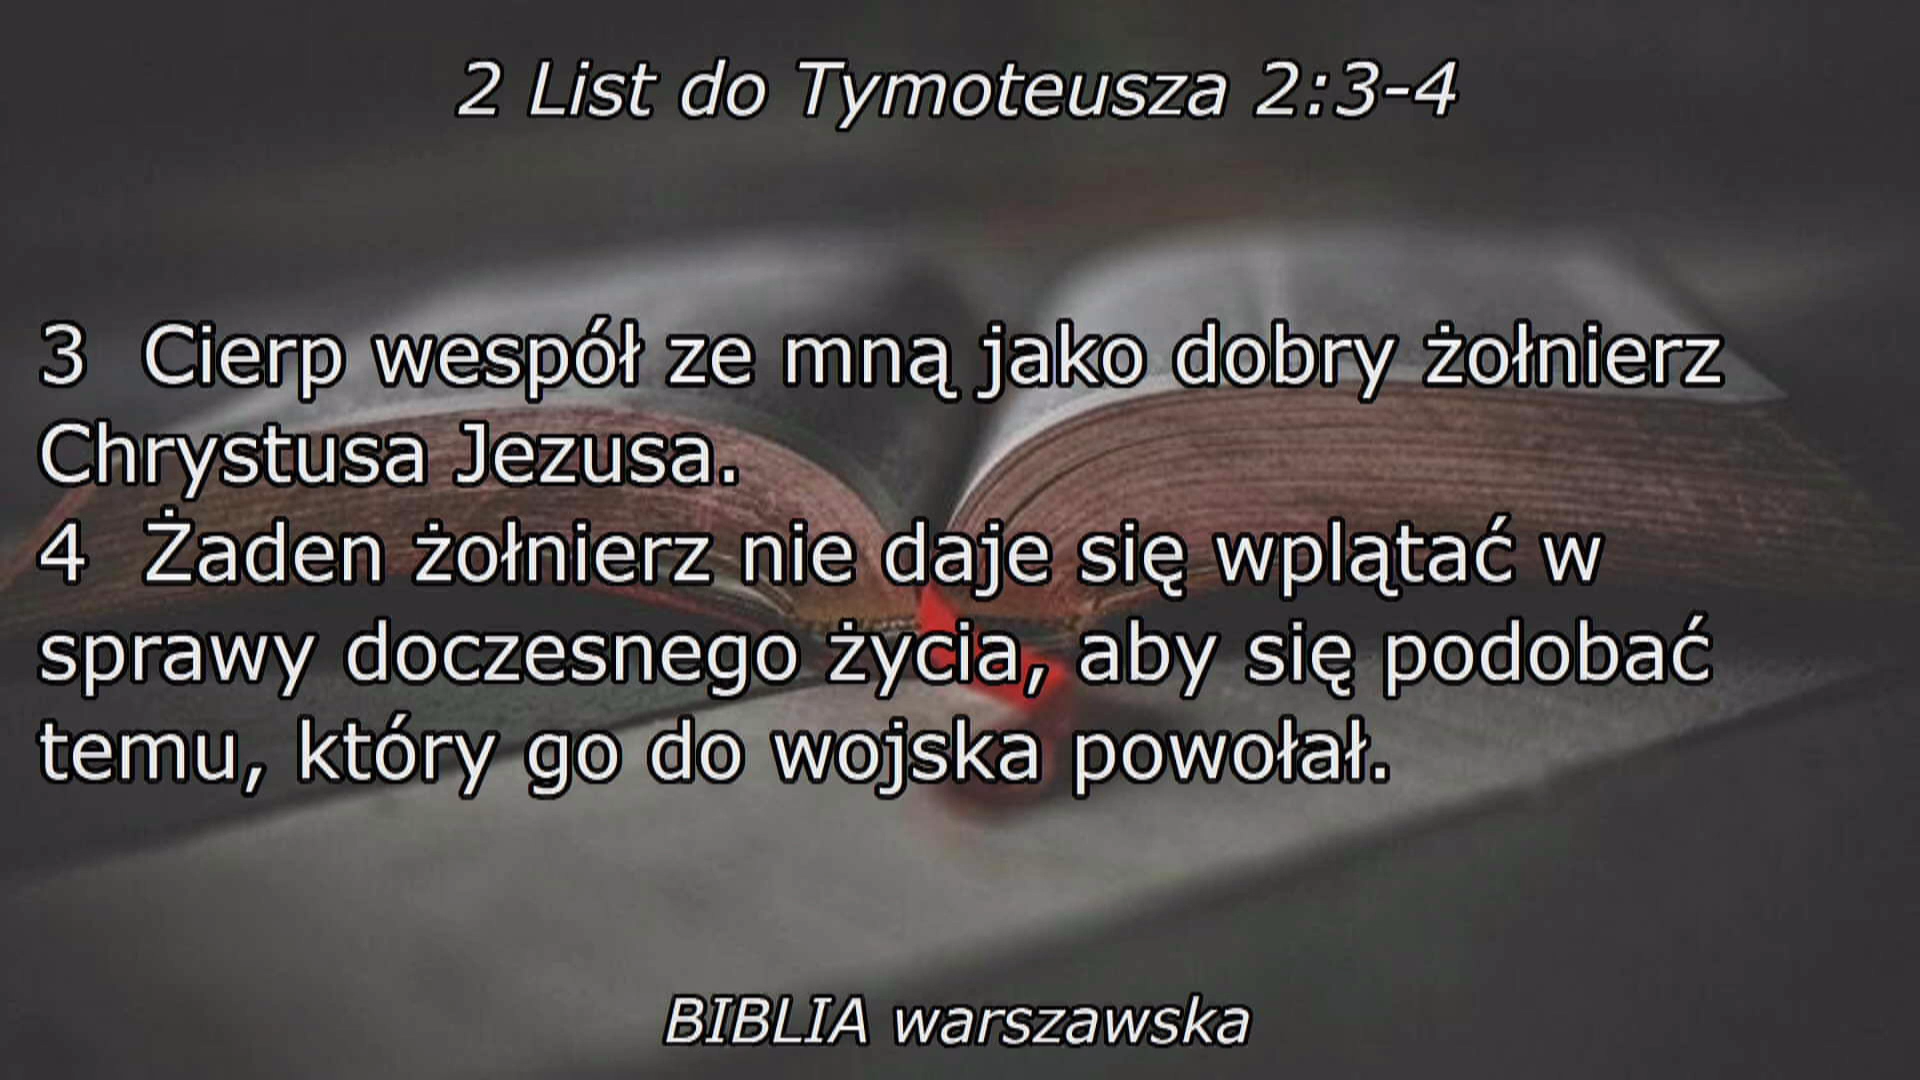 2 List do Tymoteusza 2:3-4
3 Cierp wespół ze mną jako dobry żołnierz
Chrystusa Jezusa.
4 Żaden żołnierz nie daje się wplątać w
sprawy doczesnego życia, aby się podobać
temu, który go do wojska powołał.
BIBLIA warszawska